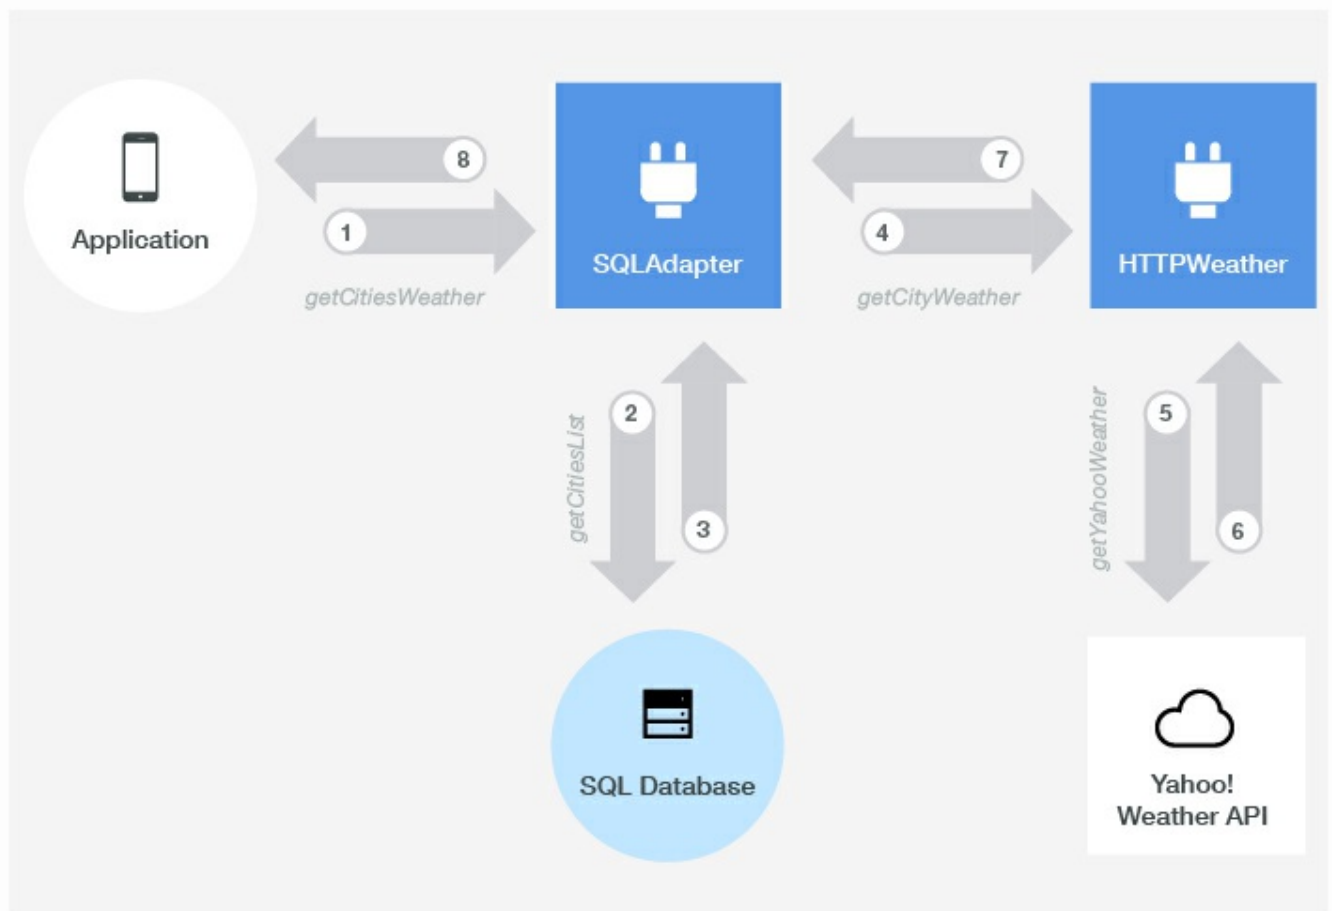 8
7
1
4
Application
SQLAdapter
HTTPWeather
getCitiesWeather
getCityWeather
getCitiesList
2
3
getYahooWeather
5
6
SQL Database
Yahoo!
Weather API